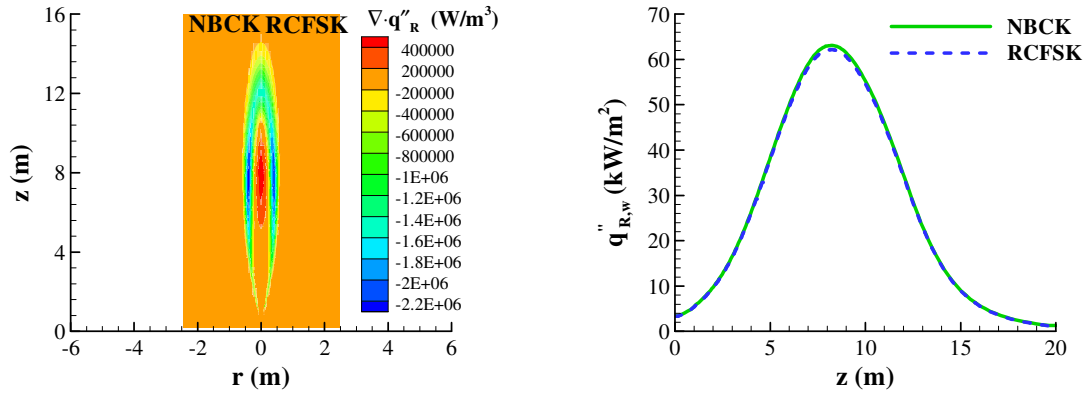 NBCK RCFSK
∇·q″R (W/m³)
400000
200000
-200000
-400000
-600000
-800000
-1E+06
-1.2E+06
-1.4E+06
-1.6E+06
-1.8E+06
-2E+06
-2.2E+06
16
12
8
4
0
z (m)
-6 -4 -2 0 2 4 6
r (m)
NBCK
RCFSK
70
60
50
40
30
20
10
0
q″R,w (kW/m²)
0 5 10 15 20
z (m)